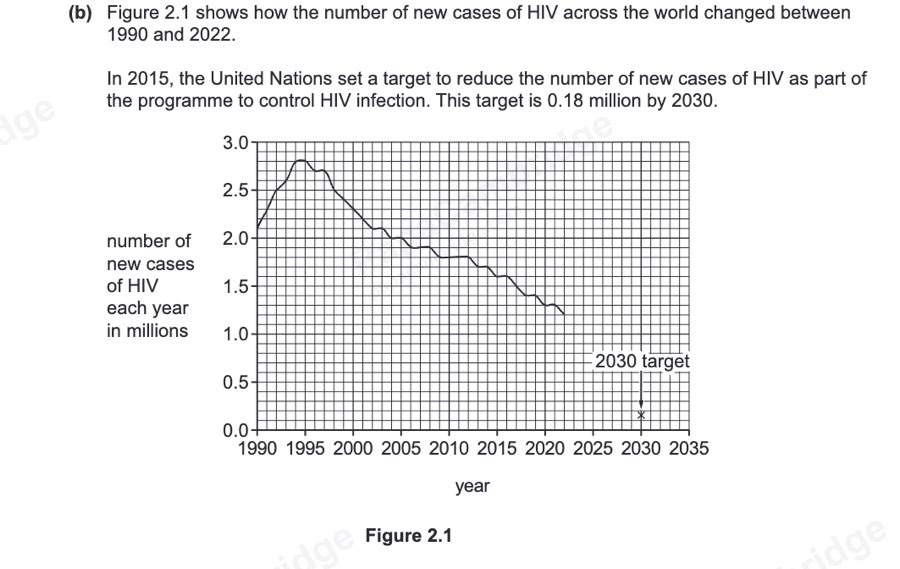 (b) Figure 2.1 shows how the number of new cases of HIV across the world changed between
1990 and 2022.
In 2015, the United Nations set a target to reduce the number of new cases of HIV as part of
the programme to control HIV infection. This target is 0.18 million by 2030.
3.0
2.5
number of
new cases
of HIV
each year
in millions
2.0
1.5
1.0
0.5
0.0
2030 target
1990 1995 2000 2005 2010 2015 2020 2025 2030 2035
year
Figure 2.1